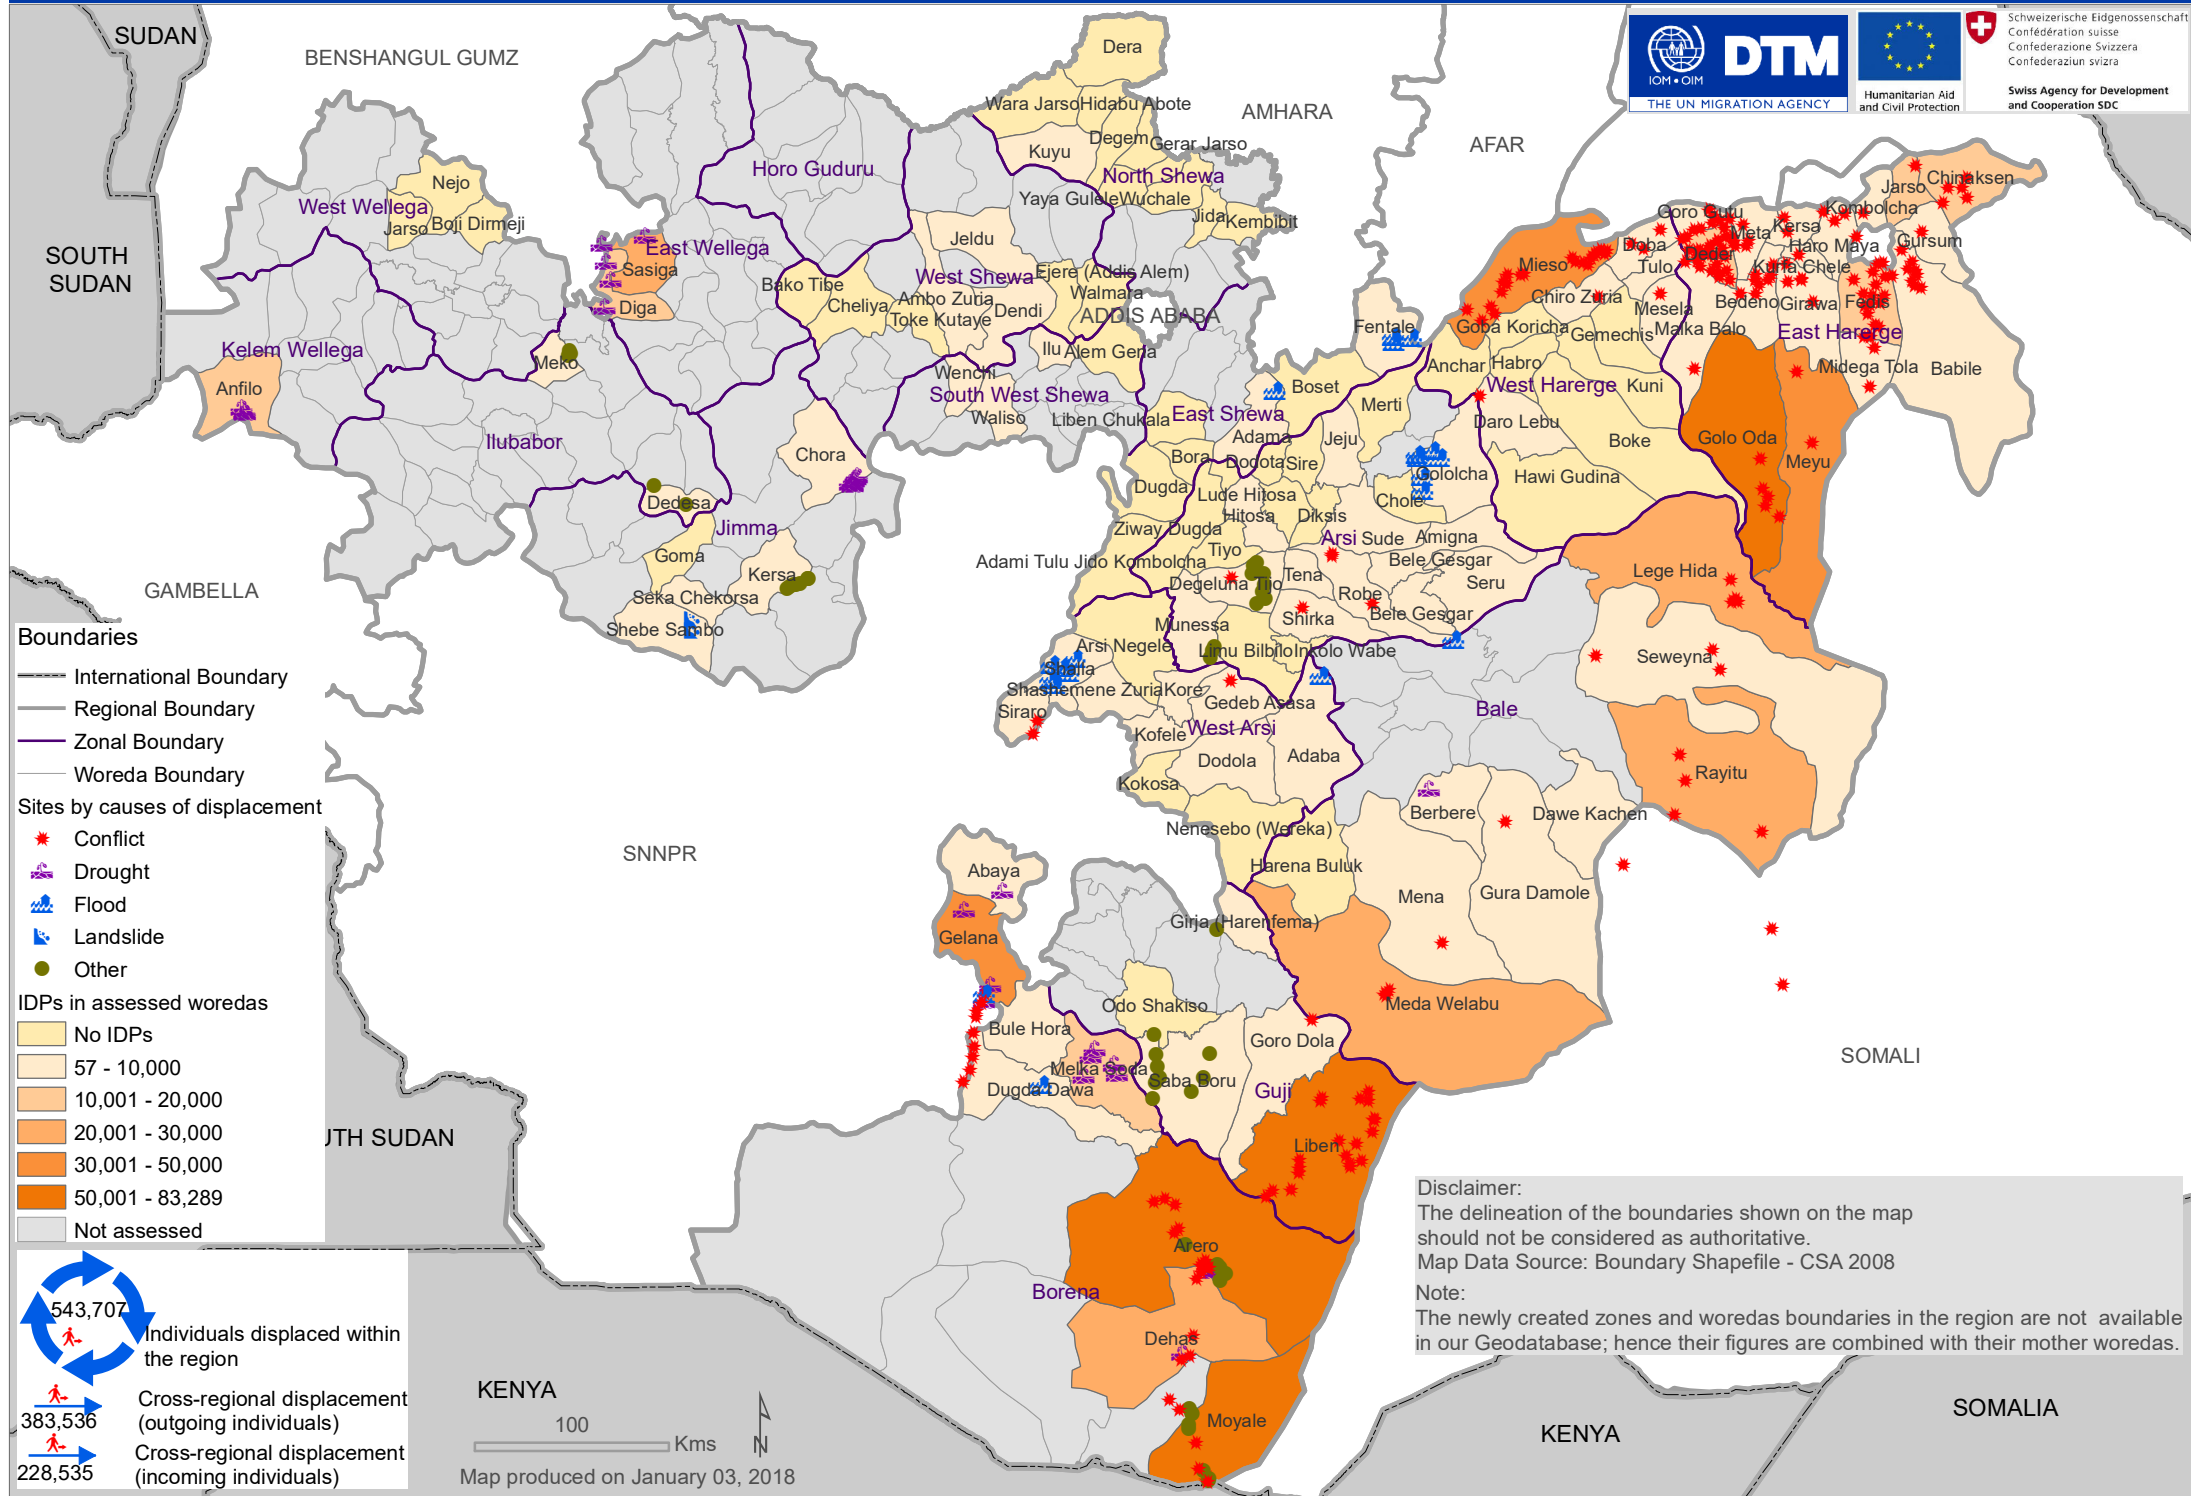 SUDAN
BENSHANGUL GUMZ
Dera
AMHARA
AFAR
IOM • OIM
DTM
THE UN MIGRATION AGENCY
Humanitarian Aid
and Civil Protection
Schweizerische Eidgenossenschaft
Confédération suisse
Confederazione Svizzera
Confederaziun svizra
Swiss Agency for Development
and Cooperation SDC
Wara Jarso
Hidabu Abote
Degem
Gerar Jarso
Kuyu
Horo Guduru
North Shewa
Yaya Gulele
Wuchale
Jida
Kembibit
Nejo
West Wellega
Jarso
Boji Dirmeji
SOUTH
SUDAN
East Wellega
Sasiga
Diga
Jeldu
West Shewa
Ejere (Addis Alem)
Bako Tibe
Cheliya
Ambo Zuria
Toke Kutaye
Dendi
Walmara
ADDIS ABABA
Kelem Wellega
Anfilo
Meko
Ilu
Alem Gena
Wenchi
South West Shewa
Waliso
Liben Chukala
Ilubabor
Chora
Dedesa
Jimma
Goma
Kersa
Seka Chekorsa
Shebe Sambo
GAMBELLA
Chinaksen
Jarso
Kombolcha
Goro Gutu
Kersa
Meta
Haro Maya
Gursum
Doba
Deder
Tulo
Kurfa Chele
Mieso
Chiro Zuria
Mesela
Bedeno
Girawa
Fedis
Fentale
Goba Koricha
Gemechis
Malka Balo
East Harerge
Anchar
Habro
Midega Tola
Babile
Boset
West Harerge
Kuni
East Shewa
Merti
Adama
Jeju
Daro Lebu
Boke
Golo Oda
Meyu
Bora
Dodota
Sire
Gololcha
Hawi Gudina
Dugda
Lude Hitosa
Chole
Hitosa
Diksis
Ziway Dugda
Arsi
Sude
Amigna
Tiyo
Adami Tulu Jido Kombolcha
Bele Gesgar
Degeluna Tijo
Tena
Seru
Lege Hida
Robe
Shirka
Bele Gesgar
Munessa
Arsi Negele
Limu Bilbilo
Inkolo Wabe
Seweyna
Shalla
Shashemene Zuria
Kore
Siraro
Gedeb Asasa
Bale
Kofele
West Arsi
Dodola
Adaba
Rayitu
Kokosa
Berbere
Dawe Kachen
Nenesebo (Wereka)
Harena Buluk
Mena
Gura Damole
SNNPR
Abaya
Gelana
Girja (Harenfema)
Meda Welabu
Odo Shakiso
Bule Hora
Goro Dola
SOMALI
Melka Soda
Dugda Dawa
Saba Boru
Guji
Liben
Arero
Borena
Dehas
Moyale
Boundaries
International Boundary
Regional Boundary
Zonal Boundary
Woreda Boundary
Sites by causes of displacement
Conflict
Drought
Flood
Landslide
Other
IDPs in assessed woredas
No IDPs
57 - 10,000
10,001 - 20,000
20,001 - 30,000
30,001 - 50,000
50,001 - 83,289
Not assessed
UTH SUDAN
543,707
Individuals displaced within
the region
383,536
Cross-regional displacement
(outgoing individuals)
228,535
Cross-regional displacement
(incoming individuals)
KENYA
100
Kms
N
Map produced on January 03, 2018
Disclaimer:
The delineation of the boundaries shown on the map
should not be considered as authoritative.
Map Data Source: Boundary Shapefile - CSA 2008
Note:
The newly created zones and woredas boundaries in the region are not available
in our Geodatabase; hence their figures are combined with their mother woredas.
KENYA
SOMALIA